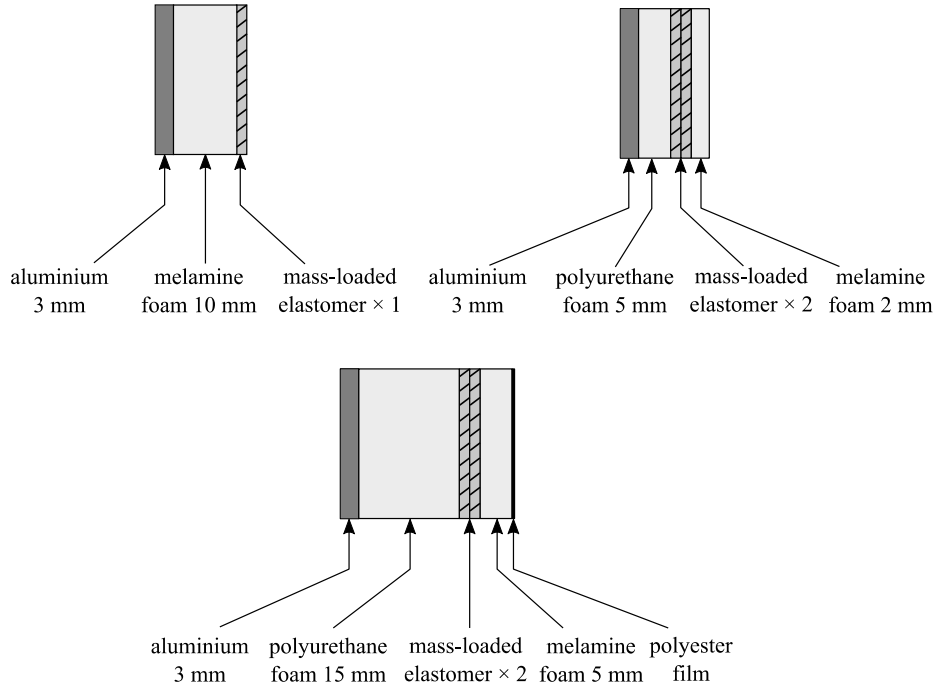 aluminium
3 mm
melamine
foam 10 mm
mass-loaded
elastomer × 1
aluminium
3 mm
polyurethane
foam 5 mm
mass-loaded
elastomer × 2
melamine
foam 2 mm
aluminium
3 mm
polyurethane
foam 15 mm
mass-loaded
elastomer × 2
melamine
foam 5 mm
polyester
film